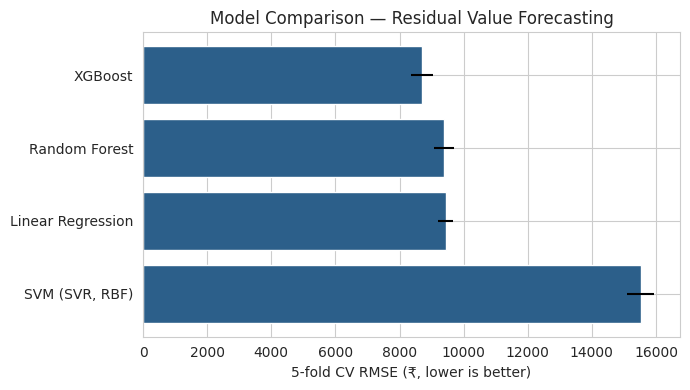 Model Comparison — Residual Value Forecasting
XGBoost
Random Forest
Linear Regression
SVM (SVR, RBF)
0 2000 4000 6000 8000 10000 12000 14000 16000
5-fold CV RMSE (₹, lower is better)